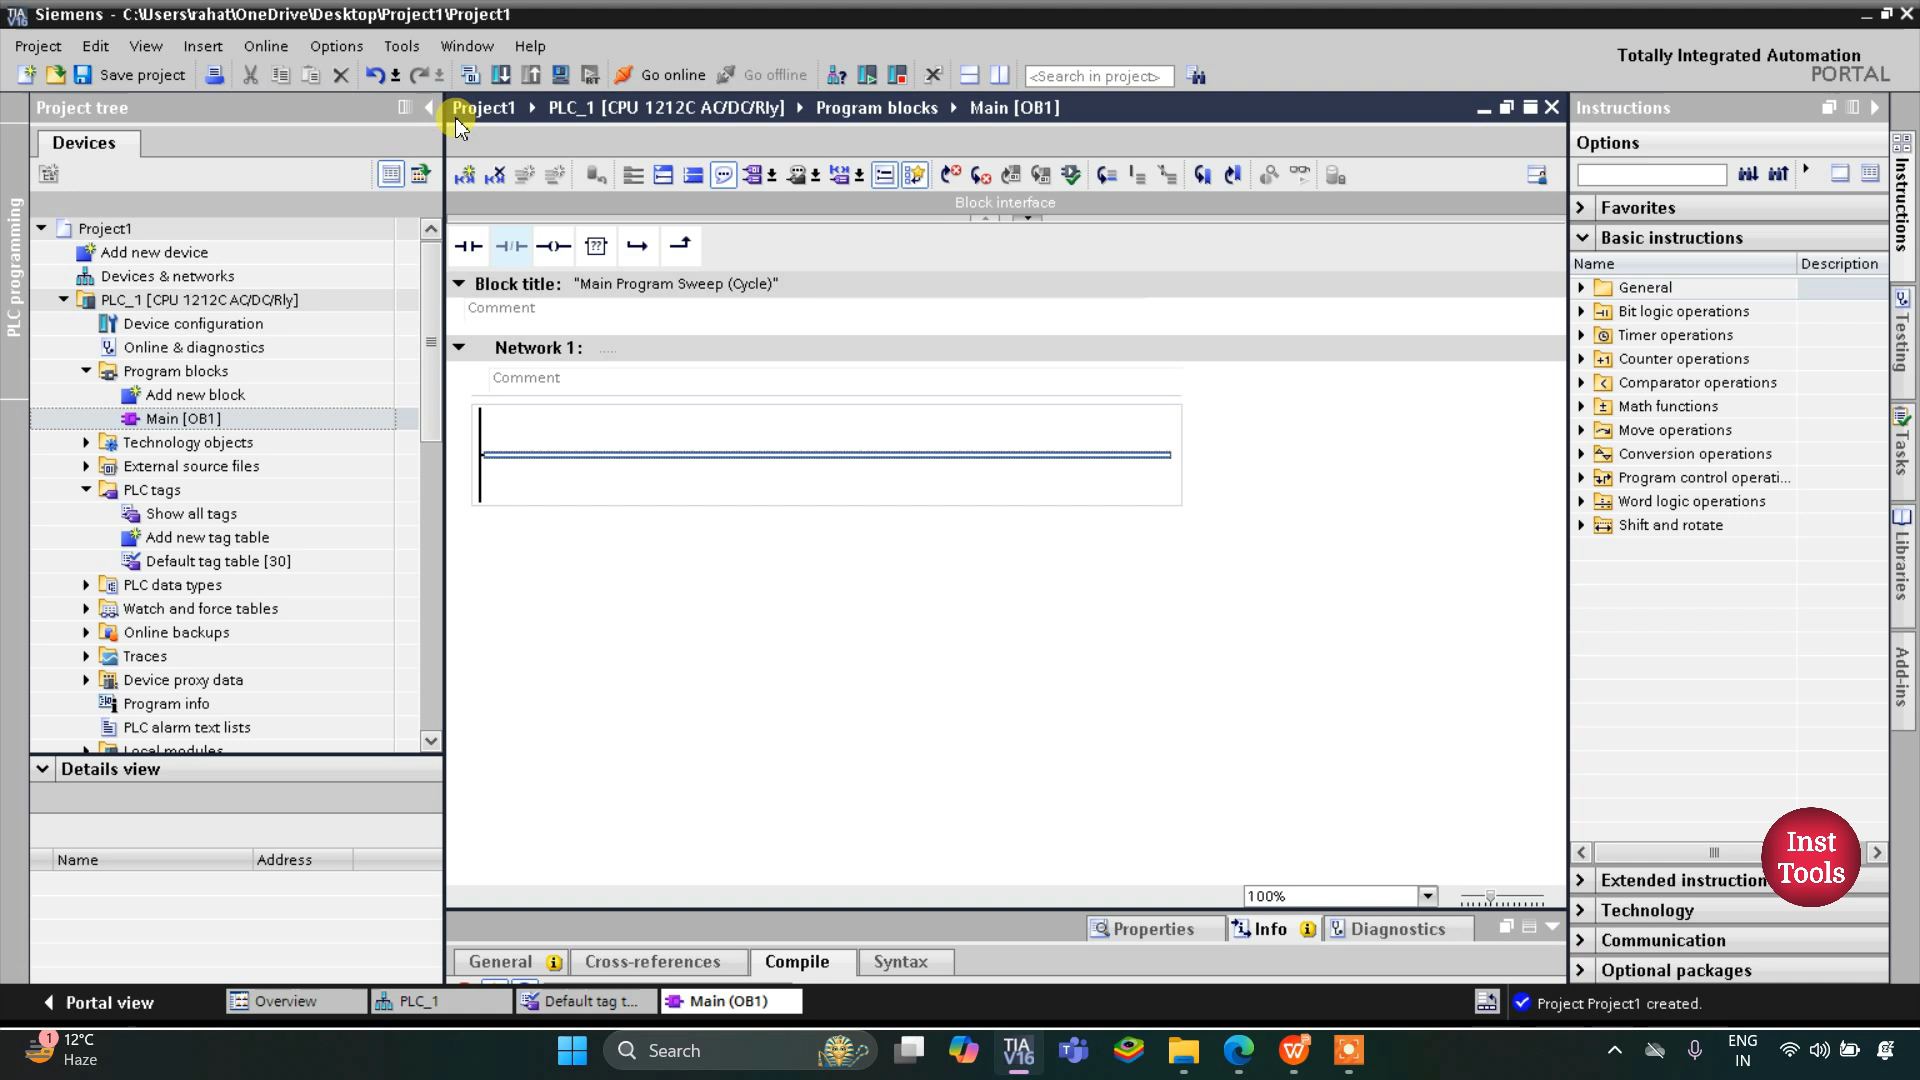 Siemens - C:\Users\rahat\OneDrive\Desktop\Project1\Project1
Project Edit View Insert Online Options Tools Window Help
Totally Integrated Automation
PORTAL
Save project
Go online
Go offline
<Search in project>
Project tree
Project1 PLC_1 [CPU 1212C AC/DC/Rly] Program blocks Main [OB1]
Instructions
Devices
Options
Block interface
PLC programming
Project1
Add new device
Devices & networks
PLC_1 [CPU 1212C AC/DC/Rly]
Device configuration
Online & diagnostics
Program blocks
Add new block
Main [OB1]
Technology objects
External source files
PLC tags
Show all tags
Add new tag table
Default tag table [30]
PLC data types
Watch and force tables
Online backups
Traces
Device proxy data
Program info
PLC alarm text lists
Local modules
Details view
Name Address
??
Block title: "Main Program Sweep (Cycle)"
Comment
Network 1: .....
Comment
100%
Properties Info Diagnostics
General Cross-references Compile Syntax
Favorites
Basic instructions
Name Description
General
Bit logic operations
Timer operations
Counter operations
Comparator operations
Math functions
Move operations
Conversion operations
Program control operati...
Word logic operations
Shift and rotate
Extended instruction
Technology
Communication
Optional packages
Inst
Tools
Instructions
Testing
Tasks
Libraries
Add-ins
Portal view Overview PLC_1 Default tag t... Main (OB1)
Project Project1 created.
1
12°C
Haze
Search
TIA
V16
ENG
IN